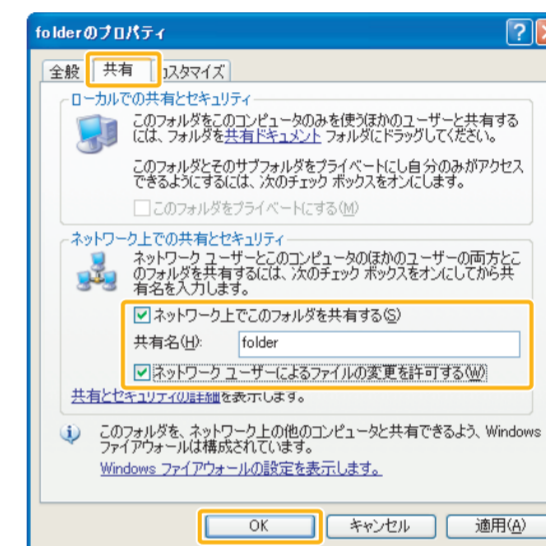 folderのプロパティ
全般 共有 カスタマイズ
ローカルでの共有とセキュリティ
このフォルダをこのコンピュータのみを使うほかのユーザーと共有する
には、フォルダを共有ドキュメント フォルダにドラッグしてください。
このフォルダとそのサブフォルダをプライベートにし自分のみがアクセス
できるようにするには、次のチェック ボックスをオンにします。
このフォルダをプライベートにする(M)
ネットワーク上での共有とセキュリティ
ネットワーク ユーザーとこのコンピュータのほかのユーザーの両方とこ
のフォルダを共有するには、次のチェック ボックスをオンにしてから共
有名を入力します。
ネットワーク上でこのフォルダを共有する(S)
共有名(H): folder
ネットワーク ユーザーによるファイルの変更を許可する(W)
共有とセキュリティの詳細を表示します。
このフォルダを、ネットワーク上の他のコンピュータと共有できるよう、Windows
ファイアウォールは構成されています。
Windows ファイアウォールの設定を表示します。
OK キャンセル 適用(A)